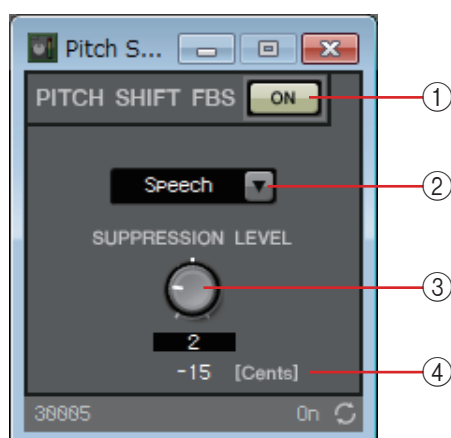 Pitch S...
PITCH SHIFT FBS ON
①
Speech
②
SUPPRESSION LEVEL
③
2
-15 [Cents]
④
30005 On